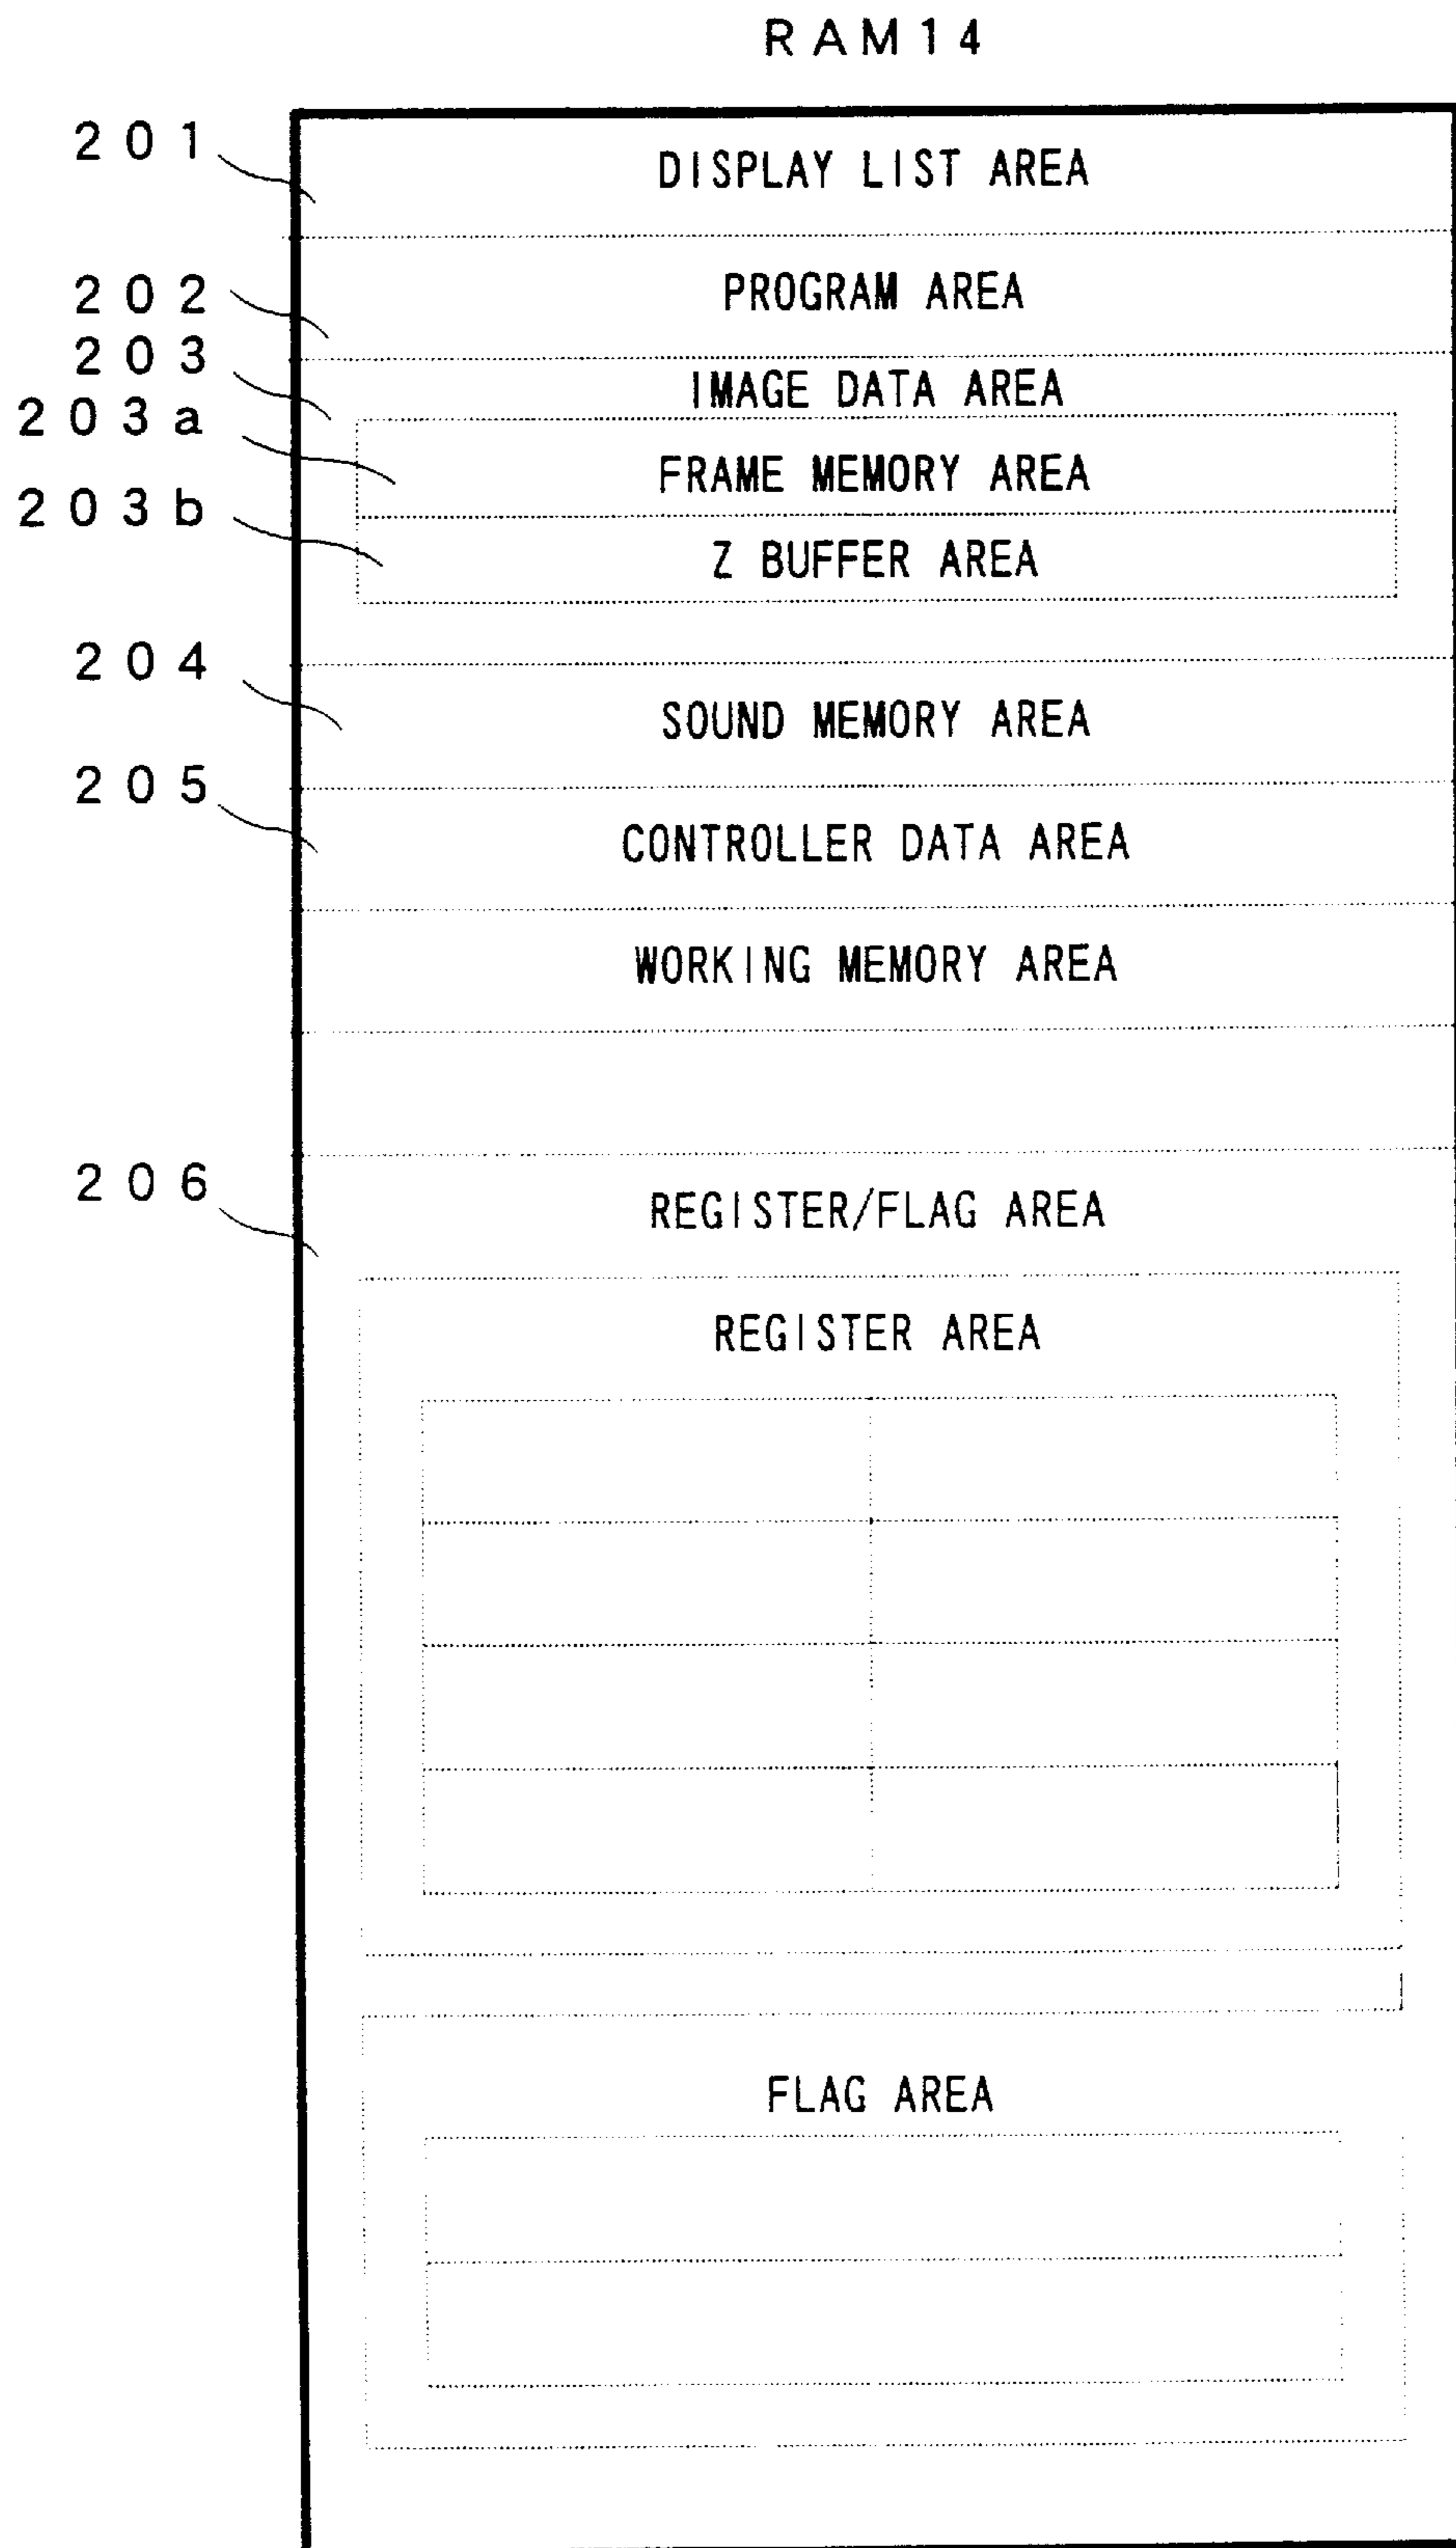 RAM14
201
DISPLAY LIST AREA
202
PROGRAM AREA
203
IMAGE DATA AREA
203a
FRAME MEMORY AREA
203b
Z BUFFER AREA
204
SOUND MEMORY AREA
205
CONTROLLER DATA AREA
WORKING MEMORY AREA
206
REGISTER/FLAG AREA
REGISTER AREA
FLAG AREA